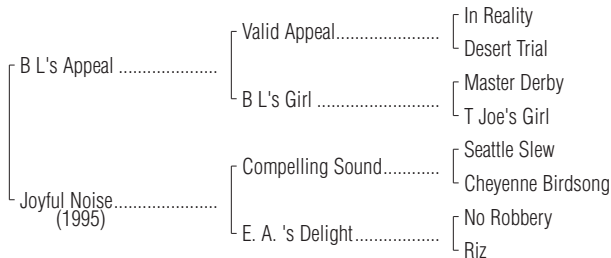 In Reality
Valid Appeal
Desert Trial
B L's Appeal
Master Derby
B L's Girl
T Joe's Girl
Seattle Slew
Compelling Sound
Cheyenne Birdsong
Joyful Noise
(1995)
No Robbery
E. A. 's Delight
Riz